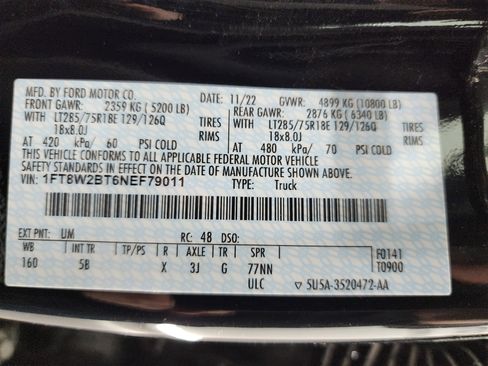 MFD. BY FORD MOTOR CO.
DATE: 11/22 GVWR: 4899 KG (10800 LB)
FRONT GAWR: 2359 KG (5200 LB) REAR GAWR: 2876 KG (6340 LB)
WITH LT285/75R18E 129/126Q TIRES WITH LT285/75R18E 129/126Q TIRES
18x8.0J RIMS 18x8.0J RIMS
AT 420 kPa/ 60 PSI COLD AT 480 kPa/ 70 PSI COLD
THIS VEHICLE CONFORMS TO ALL APPLICABLE FEDERAL MOTOR VEHICLE
SAFETY STANDARDS IN EFFECT ON THE DATE OF MANUFACTURE SHOWN ABOVE.
VIN: 1FT8W2BT6NEF79011 TYPE: Truck
EXT PNT: UM RC: 48 DSO:
WB INT TR TP/PS R AXLE TR SPR F0141
160 5B X 3J G 77NN T0900
ULC ▽ 5U5A-3520472-AA